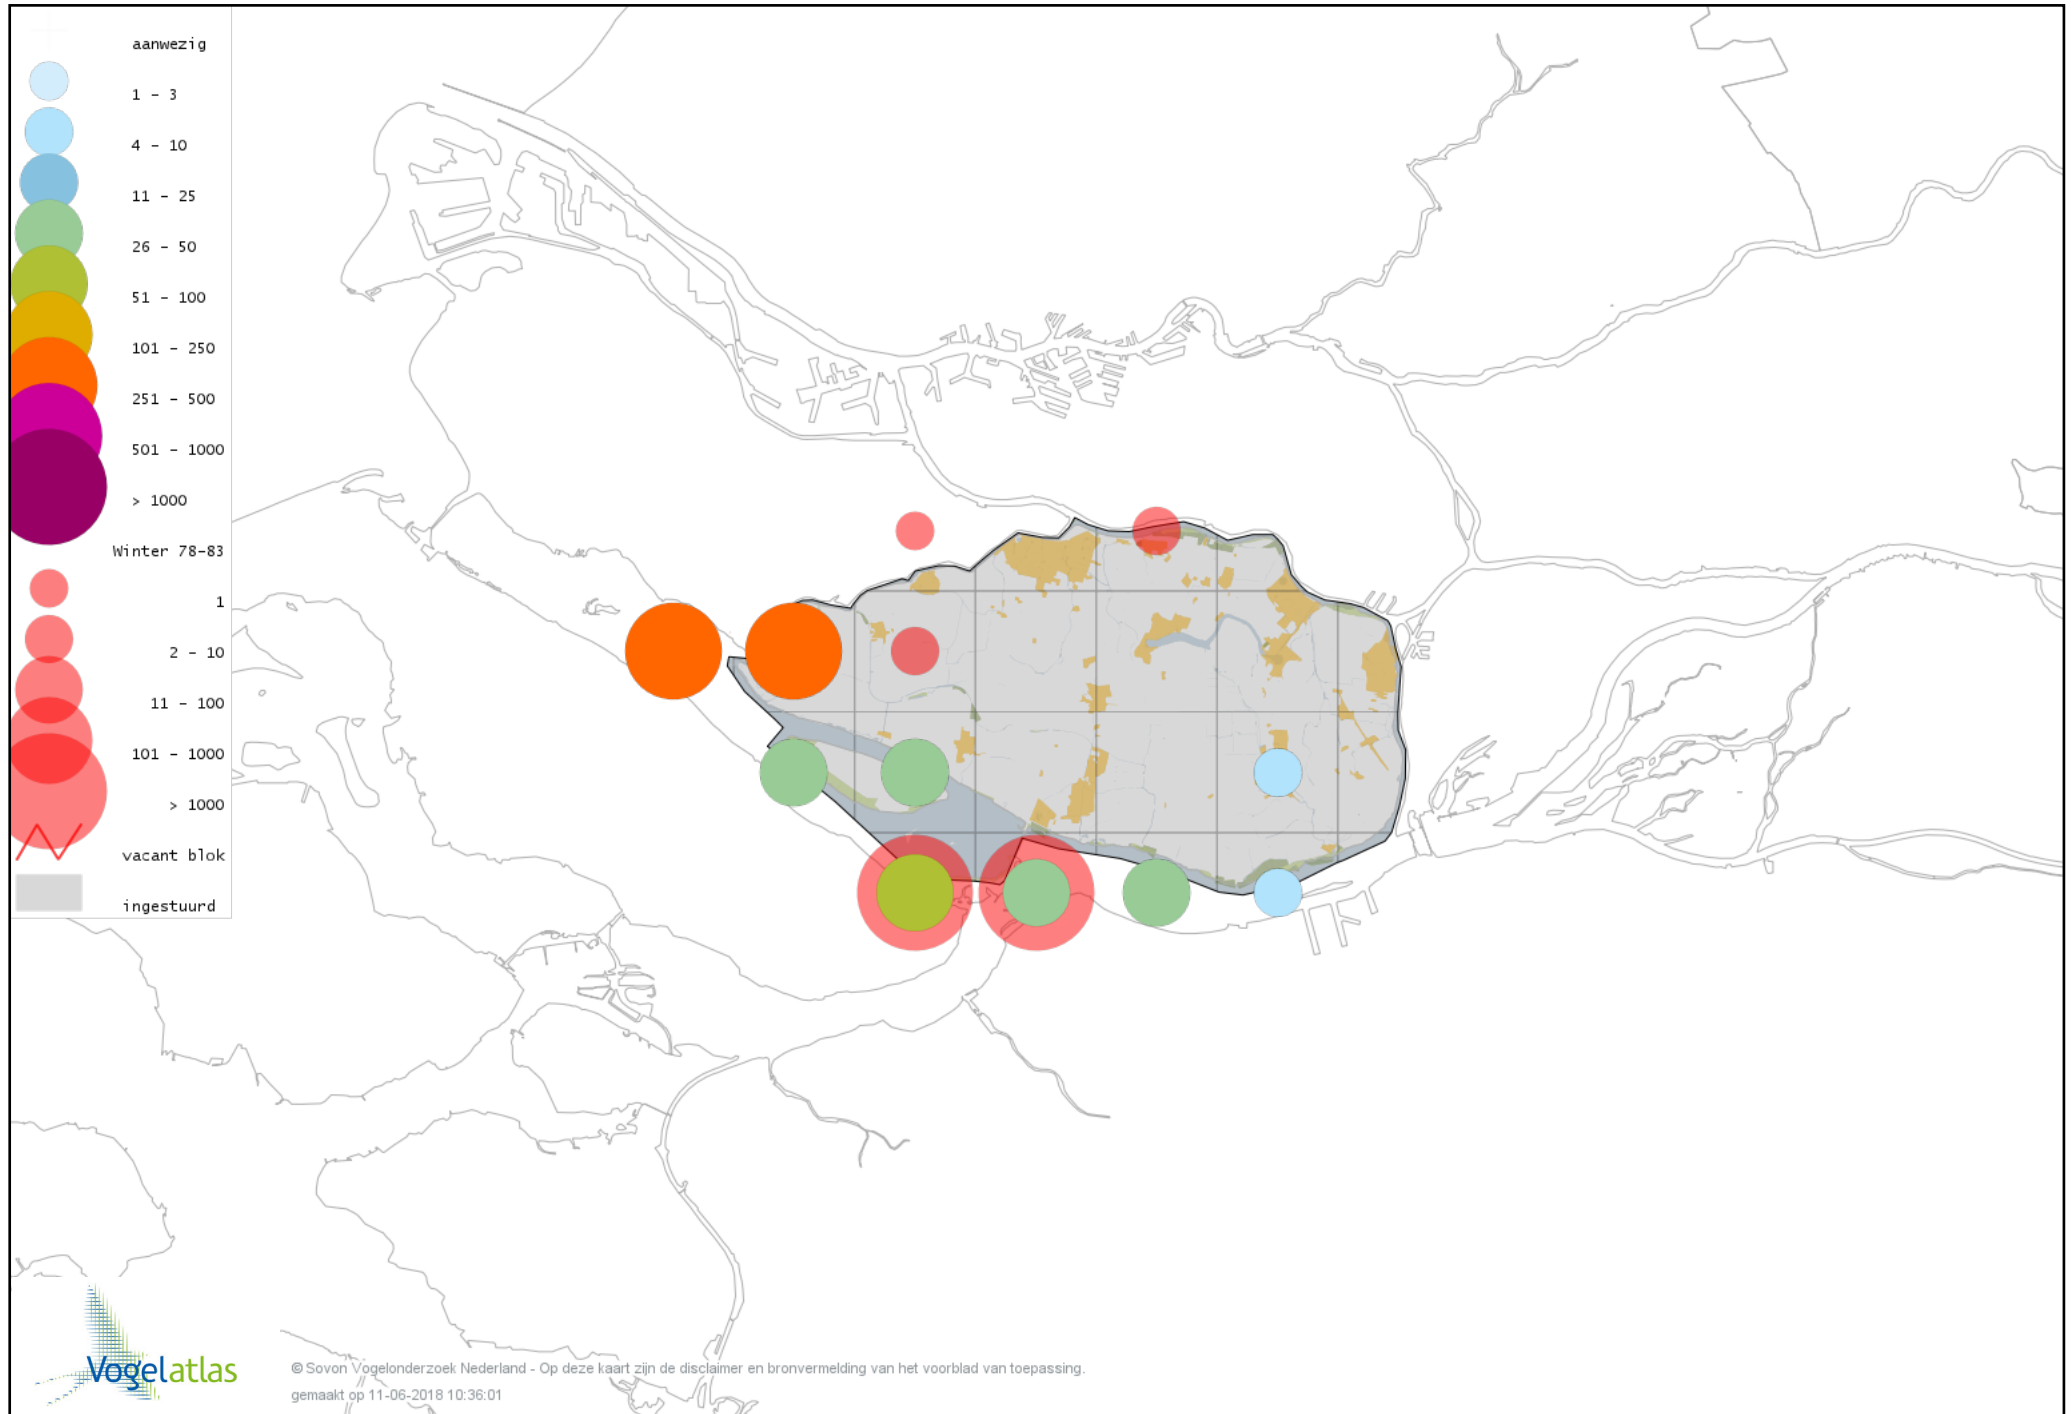 aanwezig
1 - 3
4 - 10
11 - 25
26 - 50
51 - 100
101 - 250
251 - 500
501 - 1000
> 1000
Winter 78-83
1
2 - 10
11 - 100
101 - 1000
> 1000
vacant blok
ingestuurd
Vogelatlas
© Sovon Vogelonderzoek Nederland - Op deze kaart zijn de disclaimer en bronvermelding van het voorblad van toepassing.
gemaakt op 11-06-2018 10:36:01